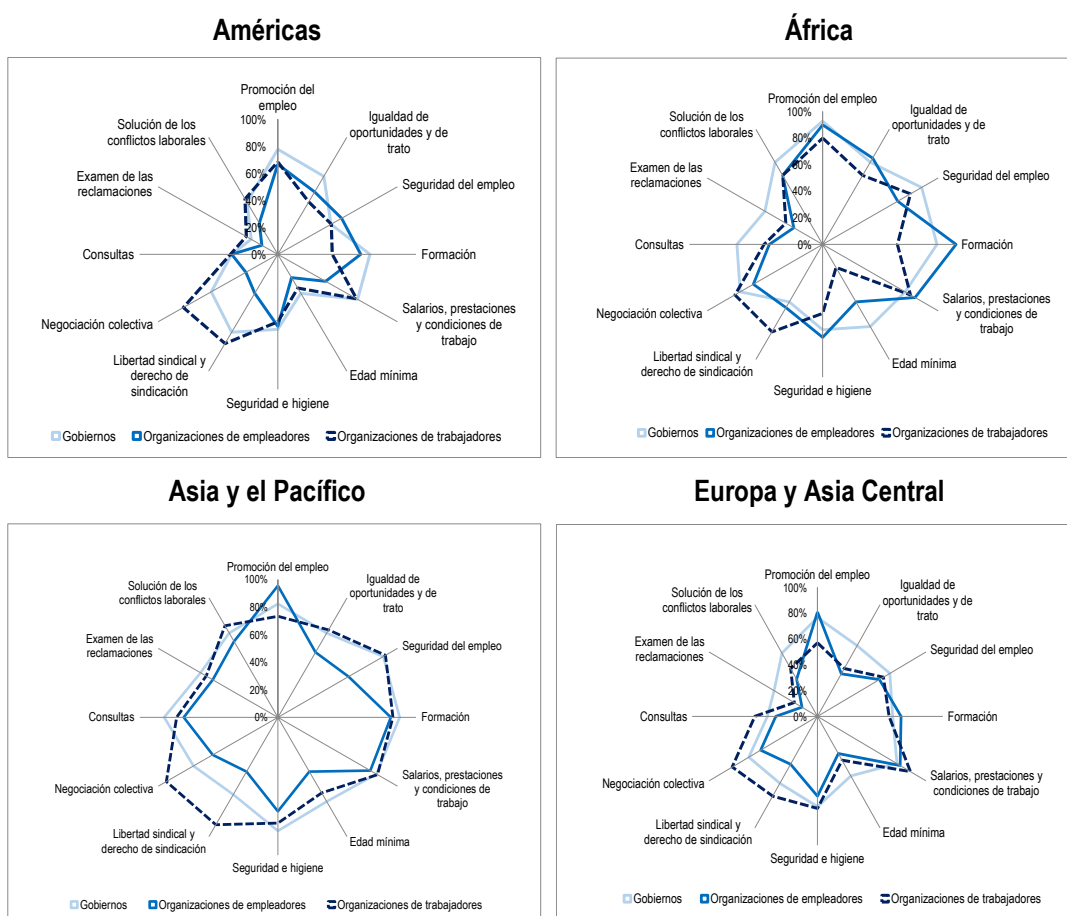 Américas
Promoción del
empleo
Igualdad de
oportunidades y de
trato
Seguridad del empleo
Formación
Salarios, prestaciones
y condiciones de
trabajo
Edad mínima
Seguridad e higiene
Libertad sindical y
derecho de
sindicación
Negociación colectiva
Consultas
Examen de las
reclamaciones
Solución de los
conflictos laborales
100%
80%
60%
40%
20%
0%
Gobiernos Organizaciones de empleadores Organizaciones de trabajadores
África
Promoción del empleo
Igualdad de
oportunidades y de
trato
Seguridad del empleo
Formación
Salarios, prestaciones
y condiciones de
trabajo
Edad mínima
Seguridad e higiene
Libertad sindical y
derecho de sindicación
Negociación colectiva
Consultas
Examen de las
reclamaciones
Solución de los
conflictos laborales
100%
80%
60%
40%
20%
0%
Gobiernos Organizaciones de empleadores Organizaciones de trabajadores
Asia y el Pacífico
Promoción del empleo
Igualdad de
oportunidades y de
trato
Seguridad del empleo
Formación
Salarios, prestaciones
y condiciones de
trabajo
Edad mínima
Seguridad e higiene
Libertad sindical y
derecho de sindicación
Negociación colectiva
Consultas
Examen de las
reclamaciones
Solución de los
conflictos laborales
100%
80%
60%
40%
20%
0%
Gobiernos Organizaciones de empleadores Organizaciones de trabajadores
Europa y Asia Central
Promoción del empleo
Igualdad de
oportunidades y de
trato
Seguridad del empleo
Formación
Salarios, prestaciones y
condiciones de trabajo
Edad mínima
Seguridad e higiene
Libertad sindical y
derecho de sindicación
Negociación colectiva
Consultas
Examen de las
reclamaciones
Solución de los
conflictos laborales
100%
80%
60%
40%
20%
0%
Gobiernos Organizaciones de empleadores Organizaciones de trabajadores